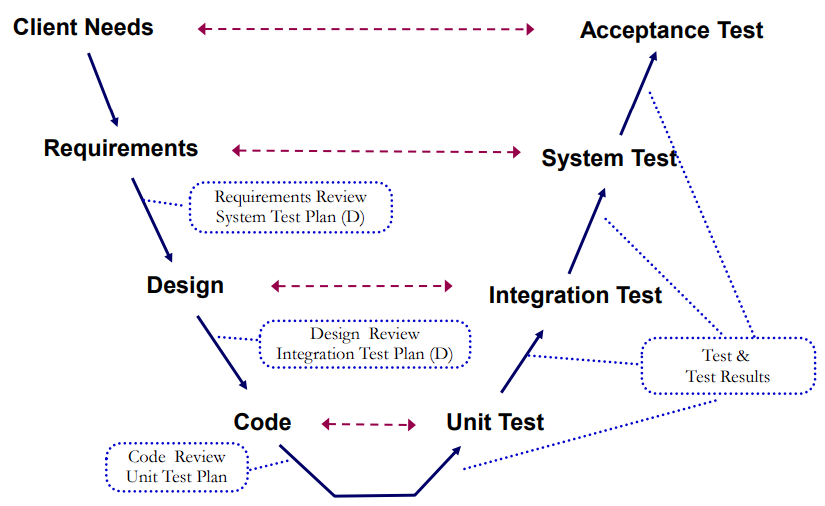 Client Needs
Acceptance Test
Requirements
System Test
Requirements Review
System Test Plan (D)
Design
Integration Test
Design Review
Integration Test Plan (D)
Test &
Test Results
Code
Unit Test
Code Review
Unit Test Plan